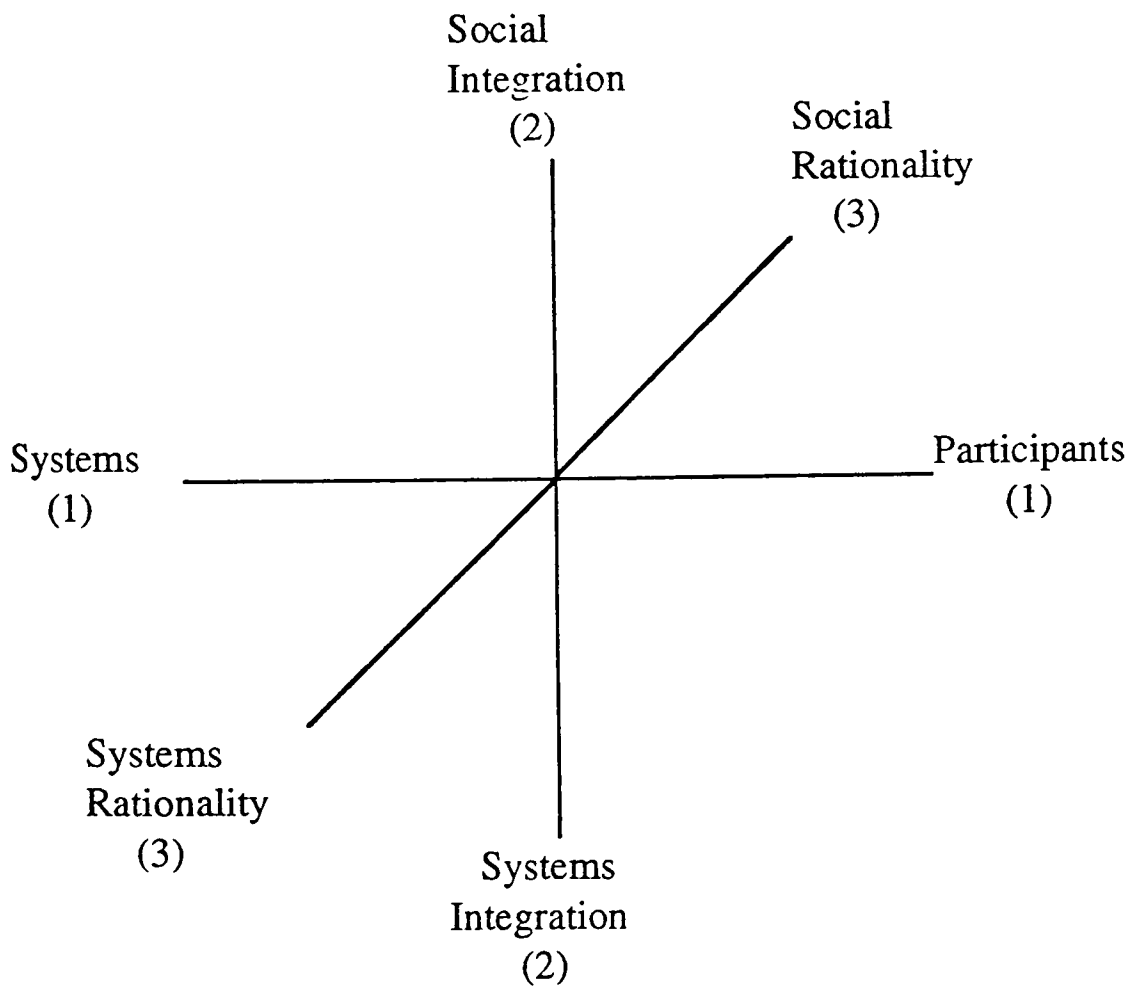 Social
Integration
(2)
Social
Rationality
(3)
Systems
(1)
Participants
(1)
Systems
Rationality
(3)
Systems
Integration
(2)